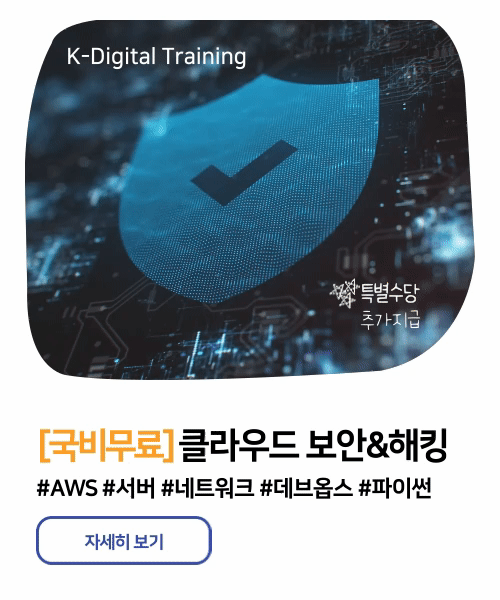 K-Digital Training
특별수당
추가지급
[국비무료] 클라우드 보안&해킹
#AWS #서버 #네트워크 #데브옵스 #파이썬
자세히 보기